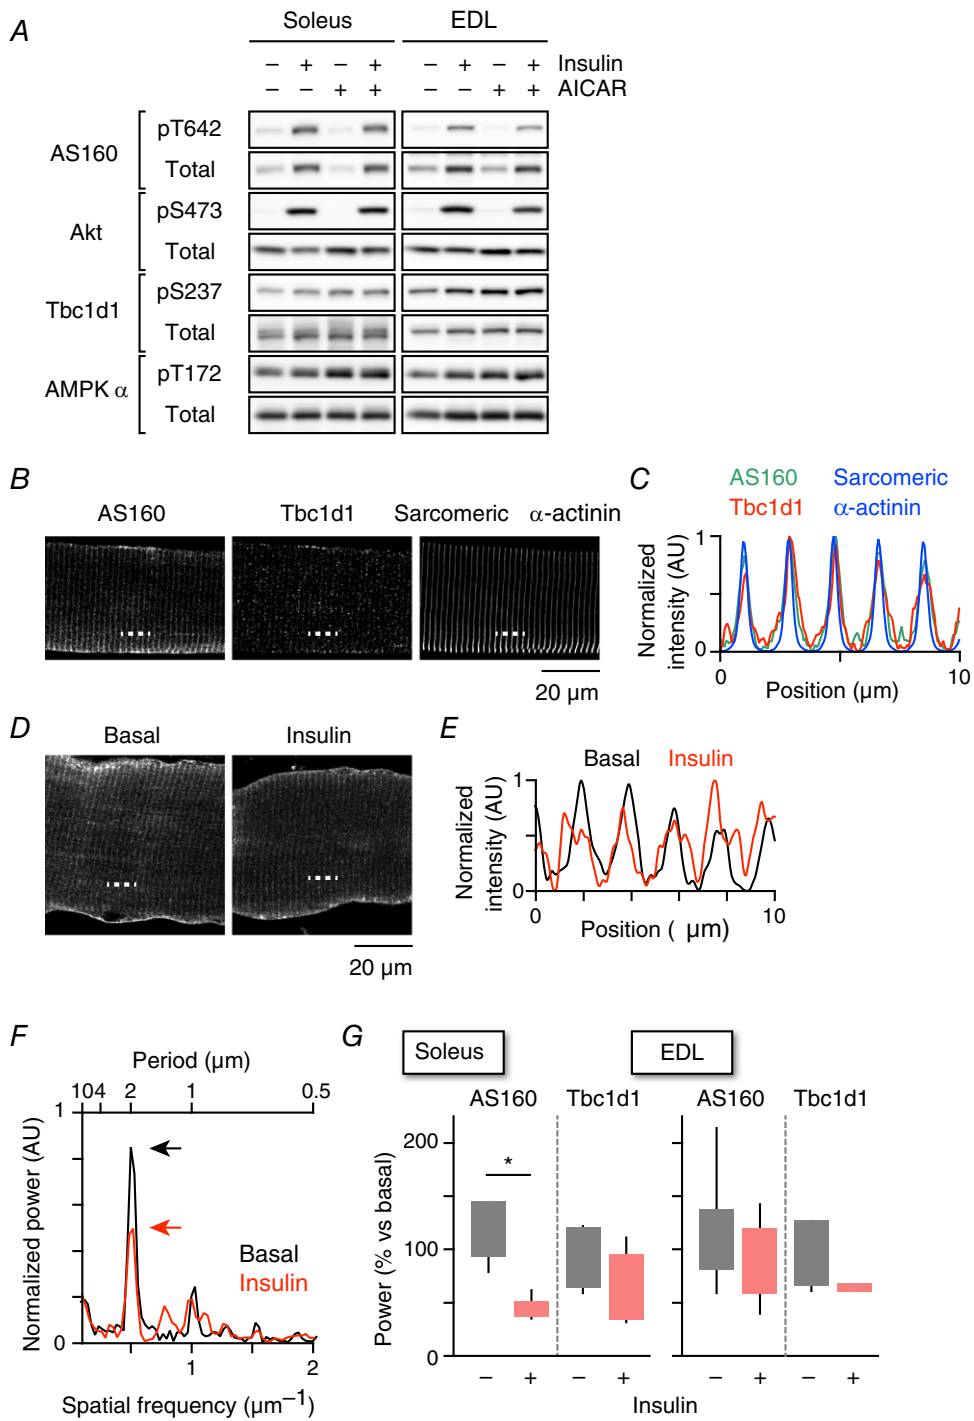 A
Soleus EDL
– + – + – + – + Insulin
– – + + – – + + AICAR
AS160 pT642
Total
Akt pS473
Total
Tbc1d1 pS237
Total
AMPK α pT172
Total
B
AS160 Tbc1d1 Sarcomeric α-actinin
20 µm
C
AS160 Sarcomeric
Tbc1d1 α-actinin
Normalized
intensity (AU)
1
0
0 10
Position (µm)
D
Basal Insulin
20 µm
E
Basal Insulin
Normalized
intensity (AU)
1
0
0 10
Position ( µm)
F
Period (µm)
104 2 1 0.5
1
Normalized power (AU)
Basal
Insulin
0
1 2
Spatial frequency (µm–1)
G
Soleus EDL
AS160 Tbc1d1 AS160 Tbc1d1
Power (% vs basal)
200
*
100
0
– + – + – + – +
Insulin